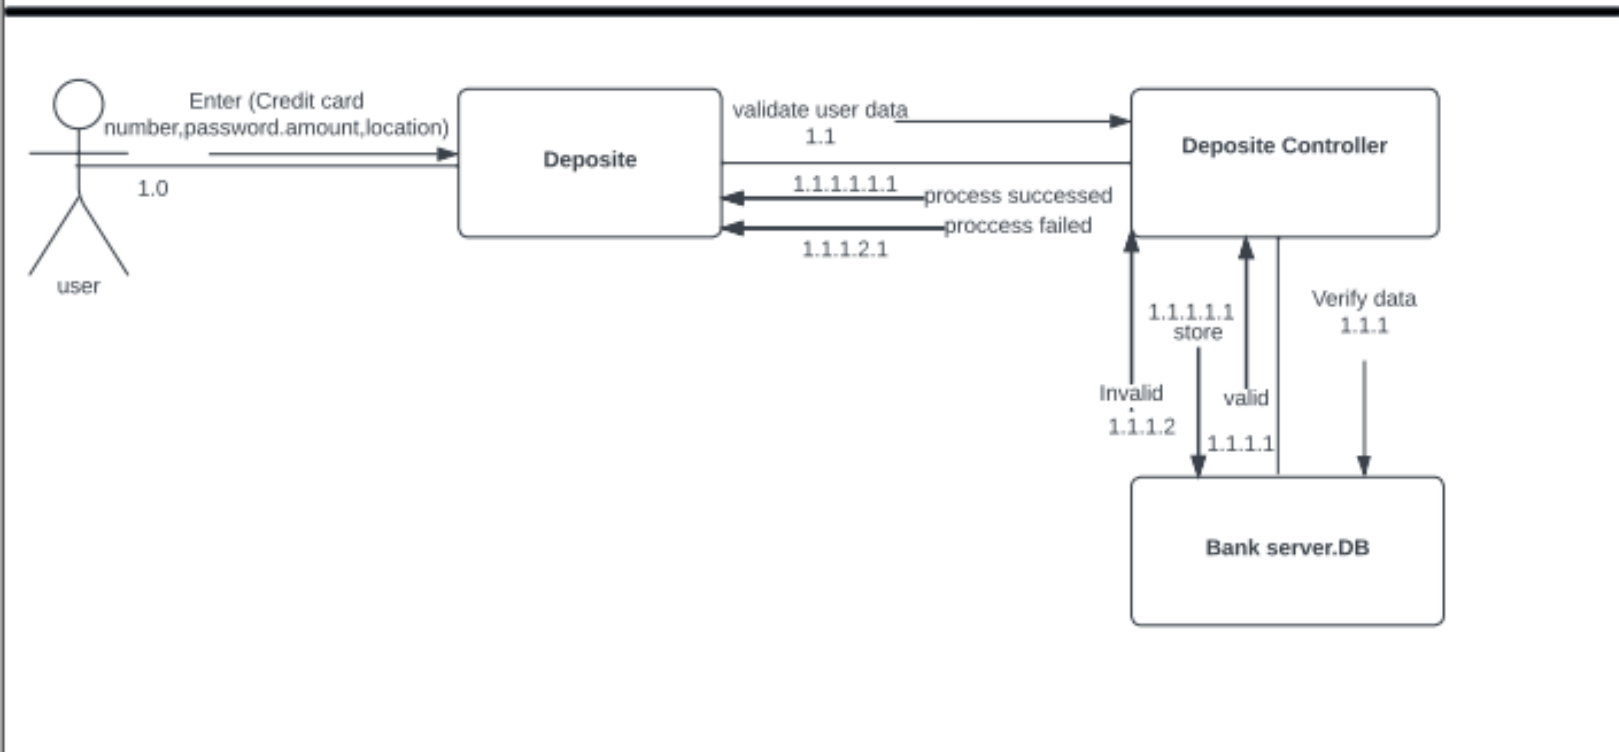 Enter (Credit card
number,password.amount,location)
1.0
user
Deposite
validate user data
1.1
1.1.1.1.1.1
process successed
proccess failed
1.1.1.2.1
Deposite Controller
1.1.1.1.1
store
Verify data
1.1.1
Invalid
1.1.1.2
valid
1.1.1.1
Bank server.DB